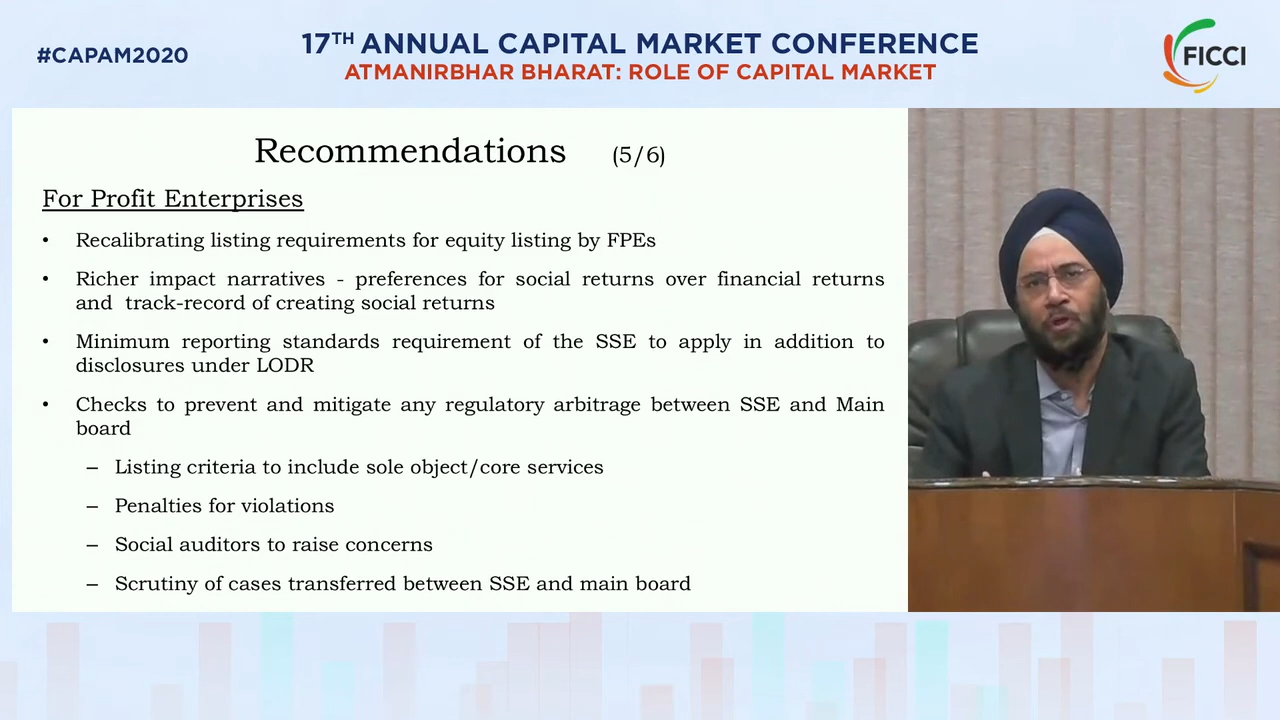 #CAPAM2020
17TH ANNUAL CAPITAL MARKET CONFERENCE
ATMANIRBHAR BHARAT: ROLE OF CAPITAL MARKET
FICCI
Recommendations (5/6)
For Profit Enterprises
• Recalibrating listing requirements for equity listing by FPEs
• Richer impact narratives - preferences for social returns over financial returns
and track-record of creating social returns
• Minimum reporting standards requirement of the SSE to apply in addition to
disclosures under LODR
• Checks to prevent and mitigate any regulatory arbitrage between SSE and Main
board
– Listing criteria to include sole object/core services
– Penalties for violations
– Social auditors to raise concerns
– Scrutiny of cases transferred between SSE and main board